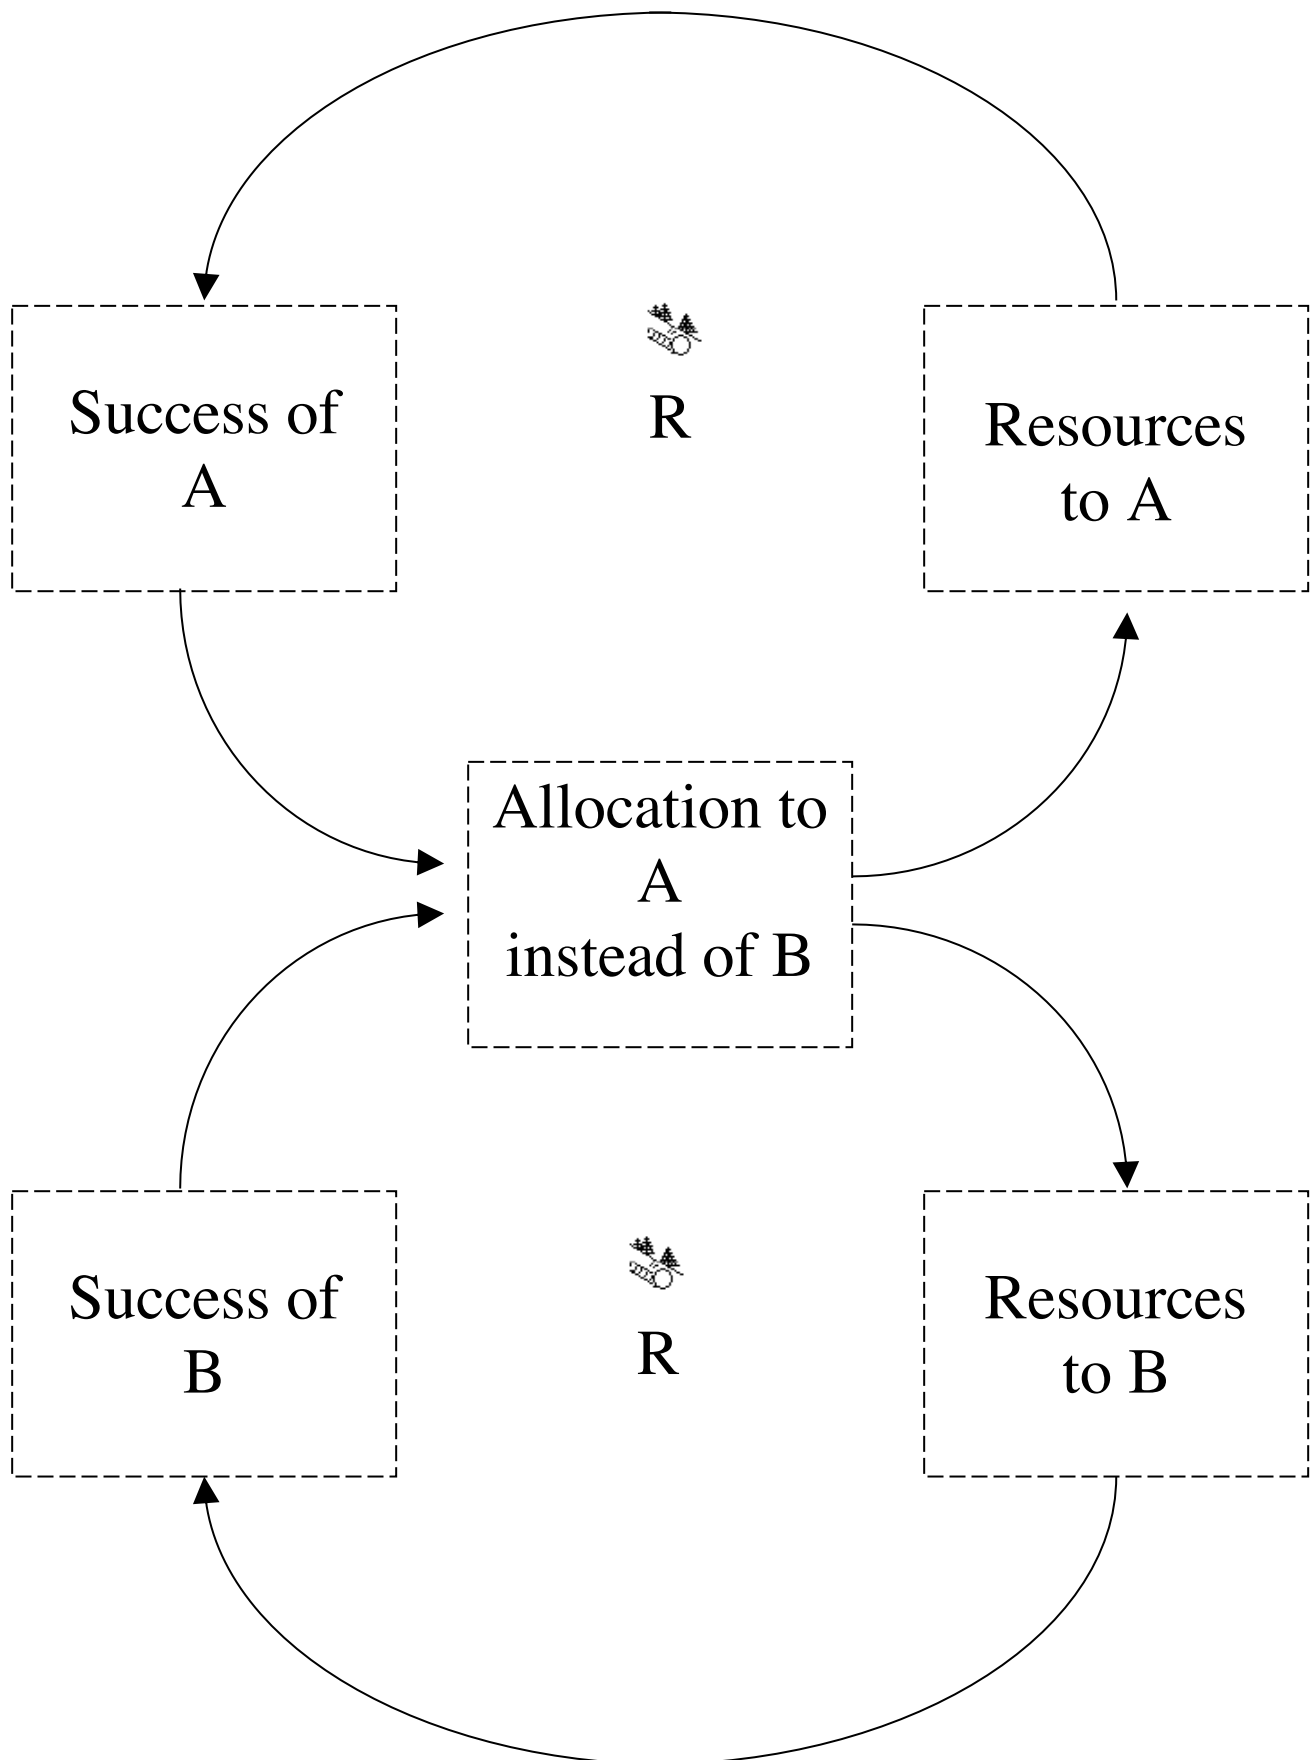 Success of
A
R
Resources
to A
Allocation to
A
instead of B
Success of
B
R
Resources
to B